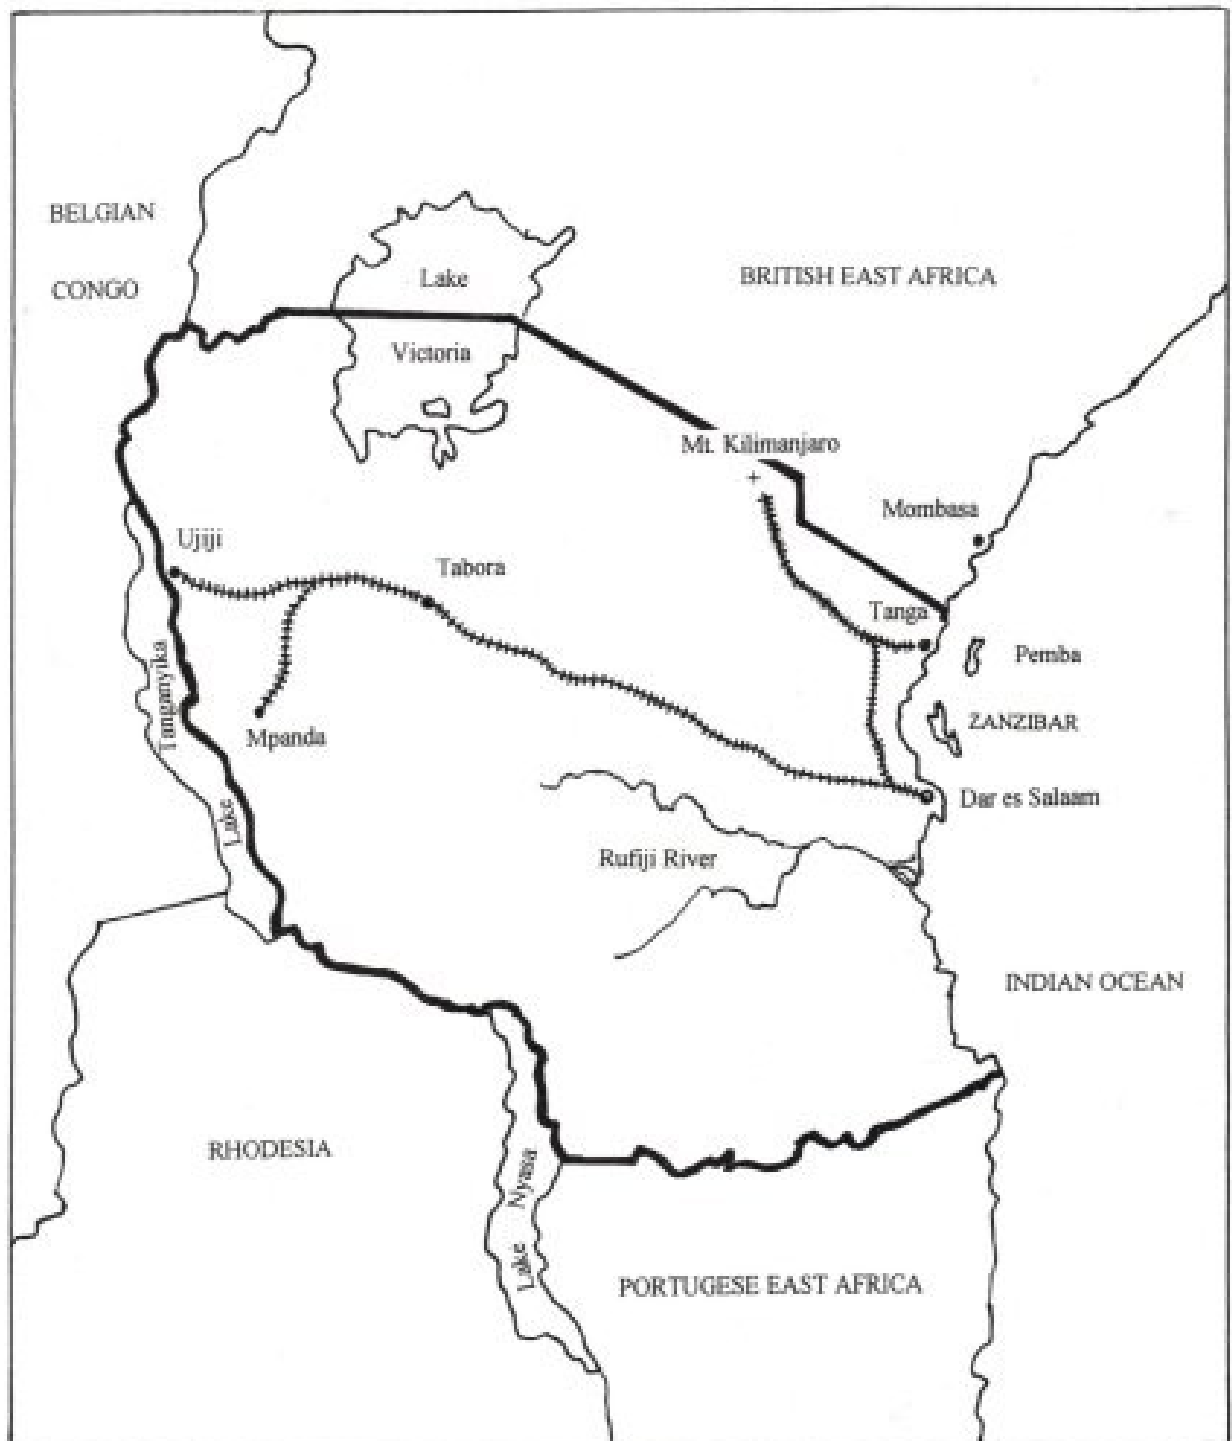 BELGIAN
CONGO
Lake
Victoria
BRITISH EAST AFRICA
Mt. Kilimanjaro
Mombasa
Ujiji
Tabora
Tanga
Pemba
Tanganyika
Lake
Mpanda
ZANZIBAR
Dar es Salaam
Rufiji River
INDIAN OCEAN
RHODESIA
Lake Nyasa
PORTUGESE EAST AFRICA